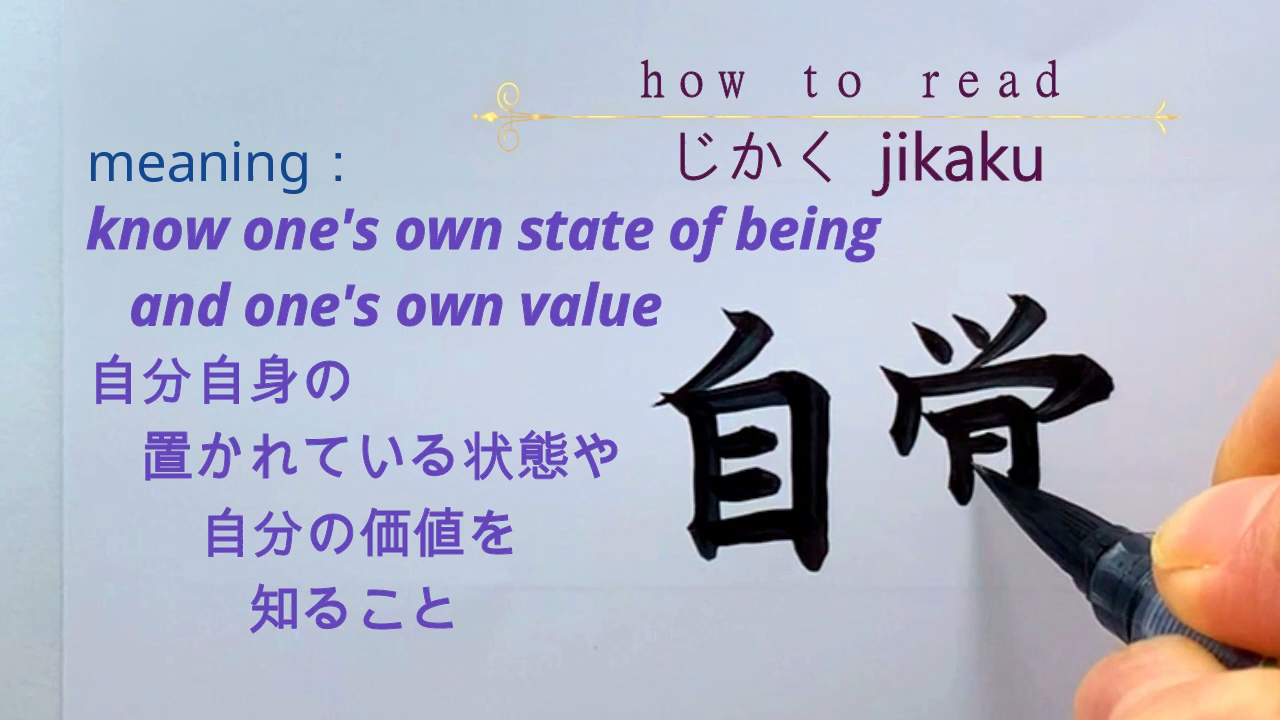 how to read
じかく jikaku
meaning：
know one's own state of being
and one's own value
自分自身の
置かれている状態や
自分の価値を
知ること
自覚